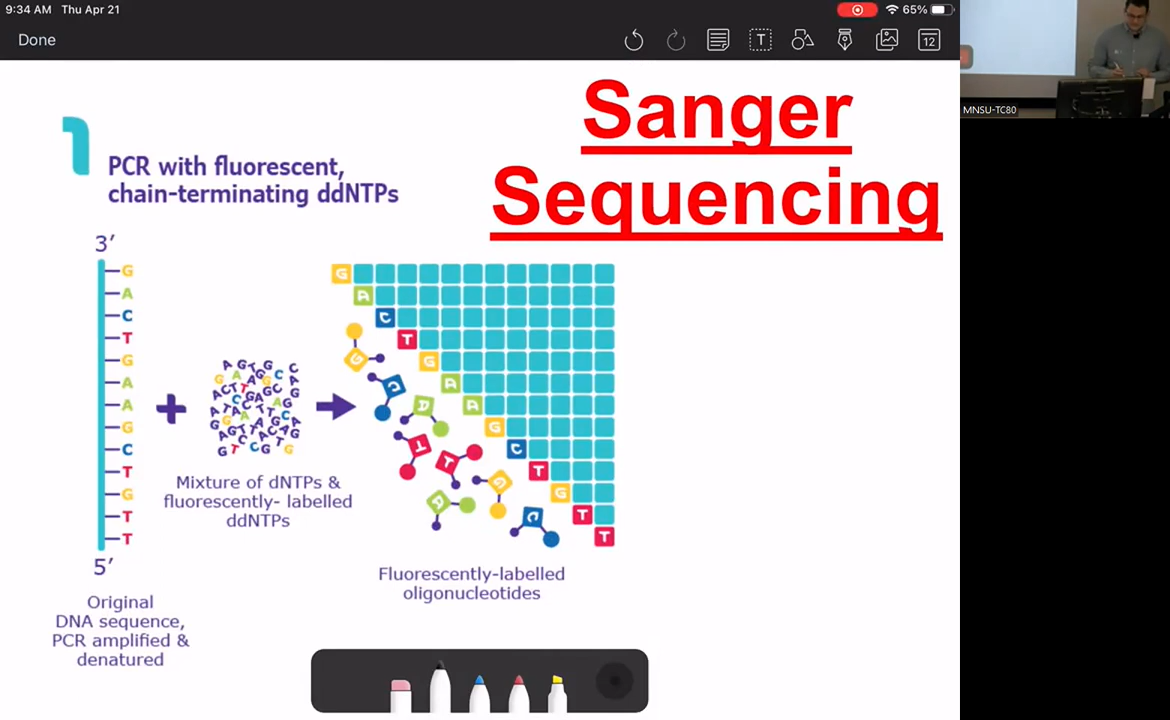 9:34 AM Thu Apr 21
65%
Done
T
12
MNSU-TC80
Sanger
Sequencing
1
PCR with fluorescent,
chain-terminating ddNTPs
3′
G
A
C
T
G
A
A
G
C
T
G
T
T
5′
Original
DNA sequence,
PCR amplified &
denatured
+
Mixture of dNTPs &
fluorescently- labelled
ddNTPs
G
A
C
T
G
A
A
G
C
T
G
T
T
G
C
A
T
T
G
A
C
Fluorescently-labelled
oligonucleotides